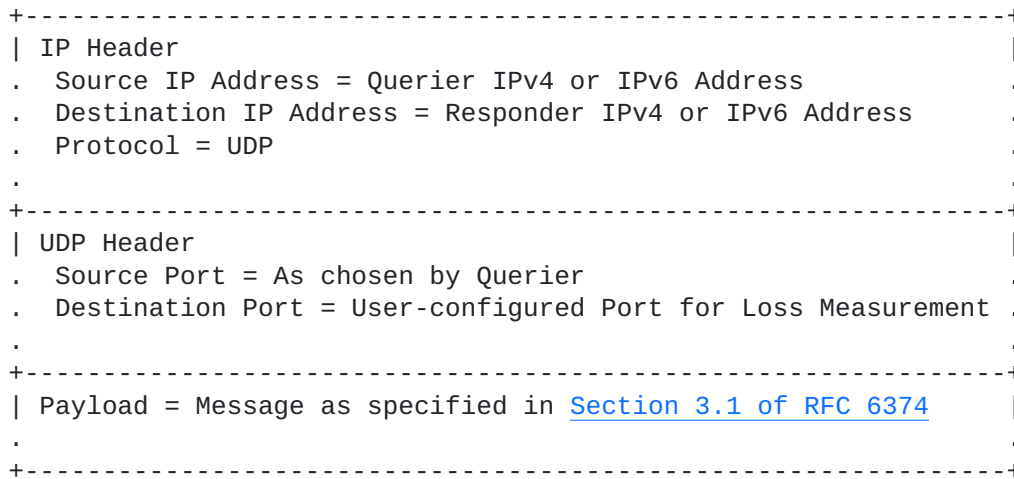 +---------------------------------------------------------------+
| IP Header                                                     |
.  Source IP Address = Querier IPv4 or IPv6 Address             .
.  Destination IP Address = Responder IPv4 or IPv6 Address      .
.  Protocol = UDP                                               .
.                                                               .
+---------------------------------------------------------------+
| UDP Header                                                    |
.  Source Port = As chosen by Querier                           .
.  Destination Port = User-configured Port for Loss Measurement .
.                                                               .
+---------------------------------------------------------------+
| Payload = Message as specified in Section 3.1 of RFC 6374     |
.                                                               .
+---------------------------------------------------------------+